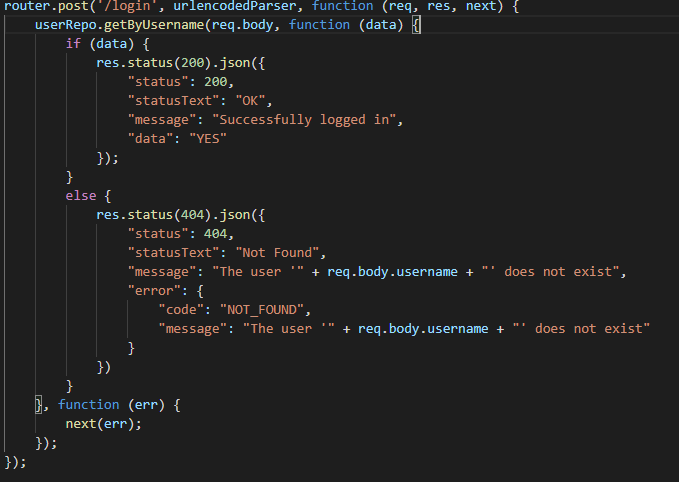 router.post('/login', urlencodedParser, function (req, res, next) {
    userRepo.getByUsername(req.body, function (data) {
        if (data) {
            res.status(200).json({
                "status": 200,
                "statusText": "OK",
                "message": "Successfully logged in",
                "data": "YES"
            });
        }
        else {
            res.status(404).json({
                "status": 404,
                "statusText": "Not Found",
                "message": "The user '" + req.body.username + "' does not exist",
                "error": {
                    "code": "NOT_FOUND",
                    "message": "The user '" + req.body.username + "' does not exist"
                }
            })
        }
    }, function (err) {
        next(err);
    });
});